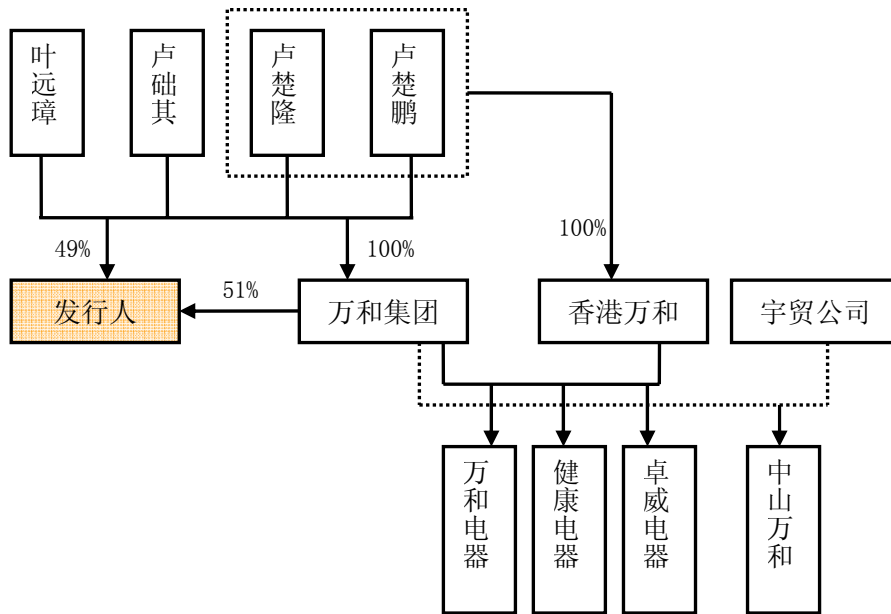 叶远璋
卢础其
卢楚隆
卢楚鹏
49%
100%
100%
发行人
51%
万和集团
香港万和
宇贸公司
万和电器
健康电器
卓威电器
中山万和